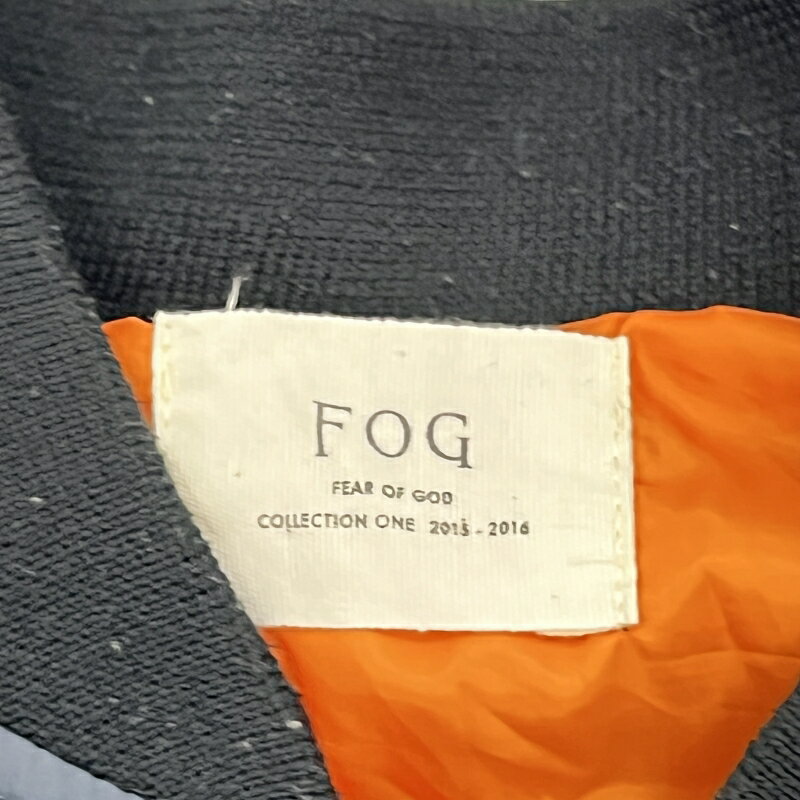 FOG
FEAR OF GOD
COLLECTION ONE 2015 - 2016